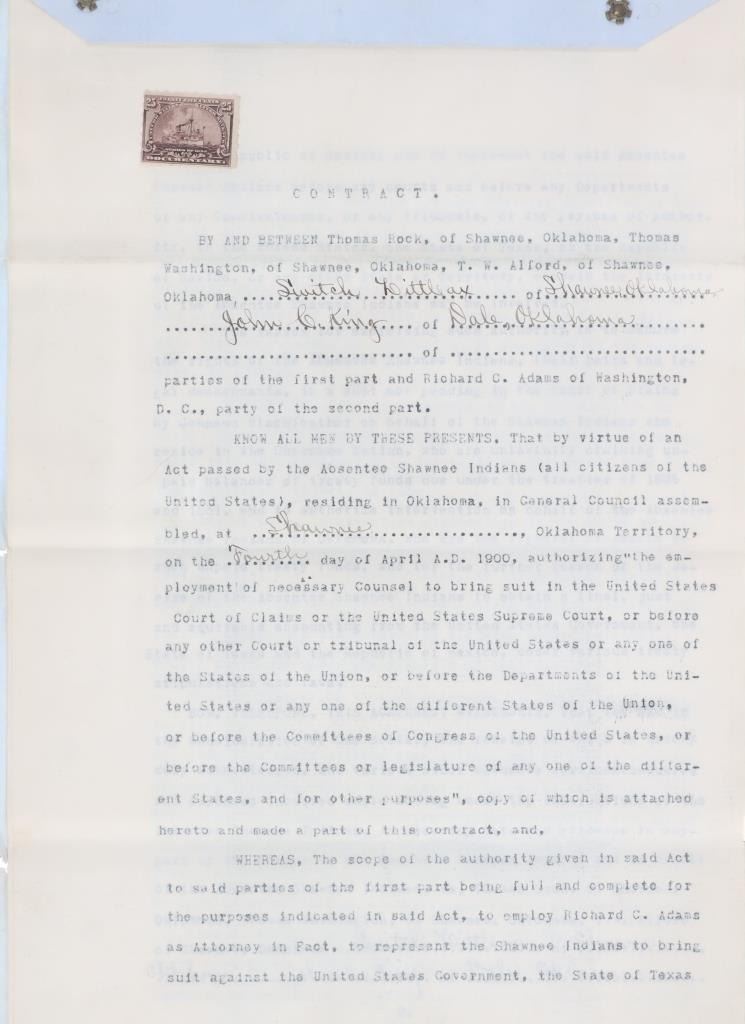 25 25
DOCUMENTARY
CONTRACT.
BY AND BETWEEN Thomas Rock, of Shawnee, Oklahoma, Thomas
Washington, of Shawnee, Oklahoma, T. W. Alford, of Shawnee,
Oklahoma, Switch Littleax of Shawnee, Oklahoma
John C. King of Dale, Oklahoma
of
parties of the first part and Richard C. Adams of Washington,
D. C., party of the second part.
KNOW ALL MEN BY THESE PRESENTS. That by virtue of an
Act passed by the Absentee Shawnee Indians (all citizens of the
United States), residing in Oklahoma, in General Council assem-
bled, at Shawnee, Oklahoma Territory,
on the Fourth day of April A.D. 1900, authorizing "the em-
ployment of necessary Counsel to bring suit in the United States
Court of Claims or the United States Supreme Court, or before
any other Court or tribunal of the United States or any one of
the States of the Union, or before the Departments of the Uni-
ted States or any one of the different States of the Union,
or before the Committees of Congress of the United States, or
before the Committees or legislature of any one of the differ-
ent States, and for other purposes", copy of which is attached
hereto and made a part of this contract, and,
WHEREAS, The scope of the authority given in said Act
to said parties of the first part being full and complete for
the purposes indicated in said Act, to employ Richard C. Adams
as Attorney in Fact, to represent the Shawnee Indians to bring
suit against the United States Government, the State of Texas